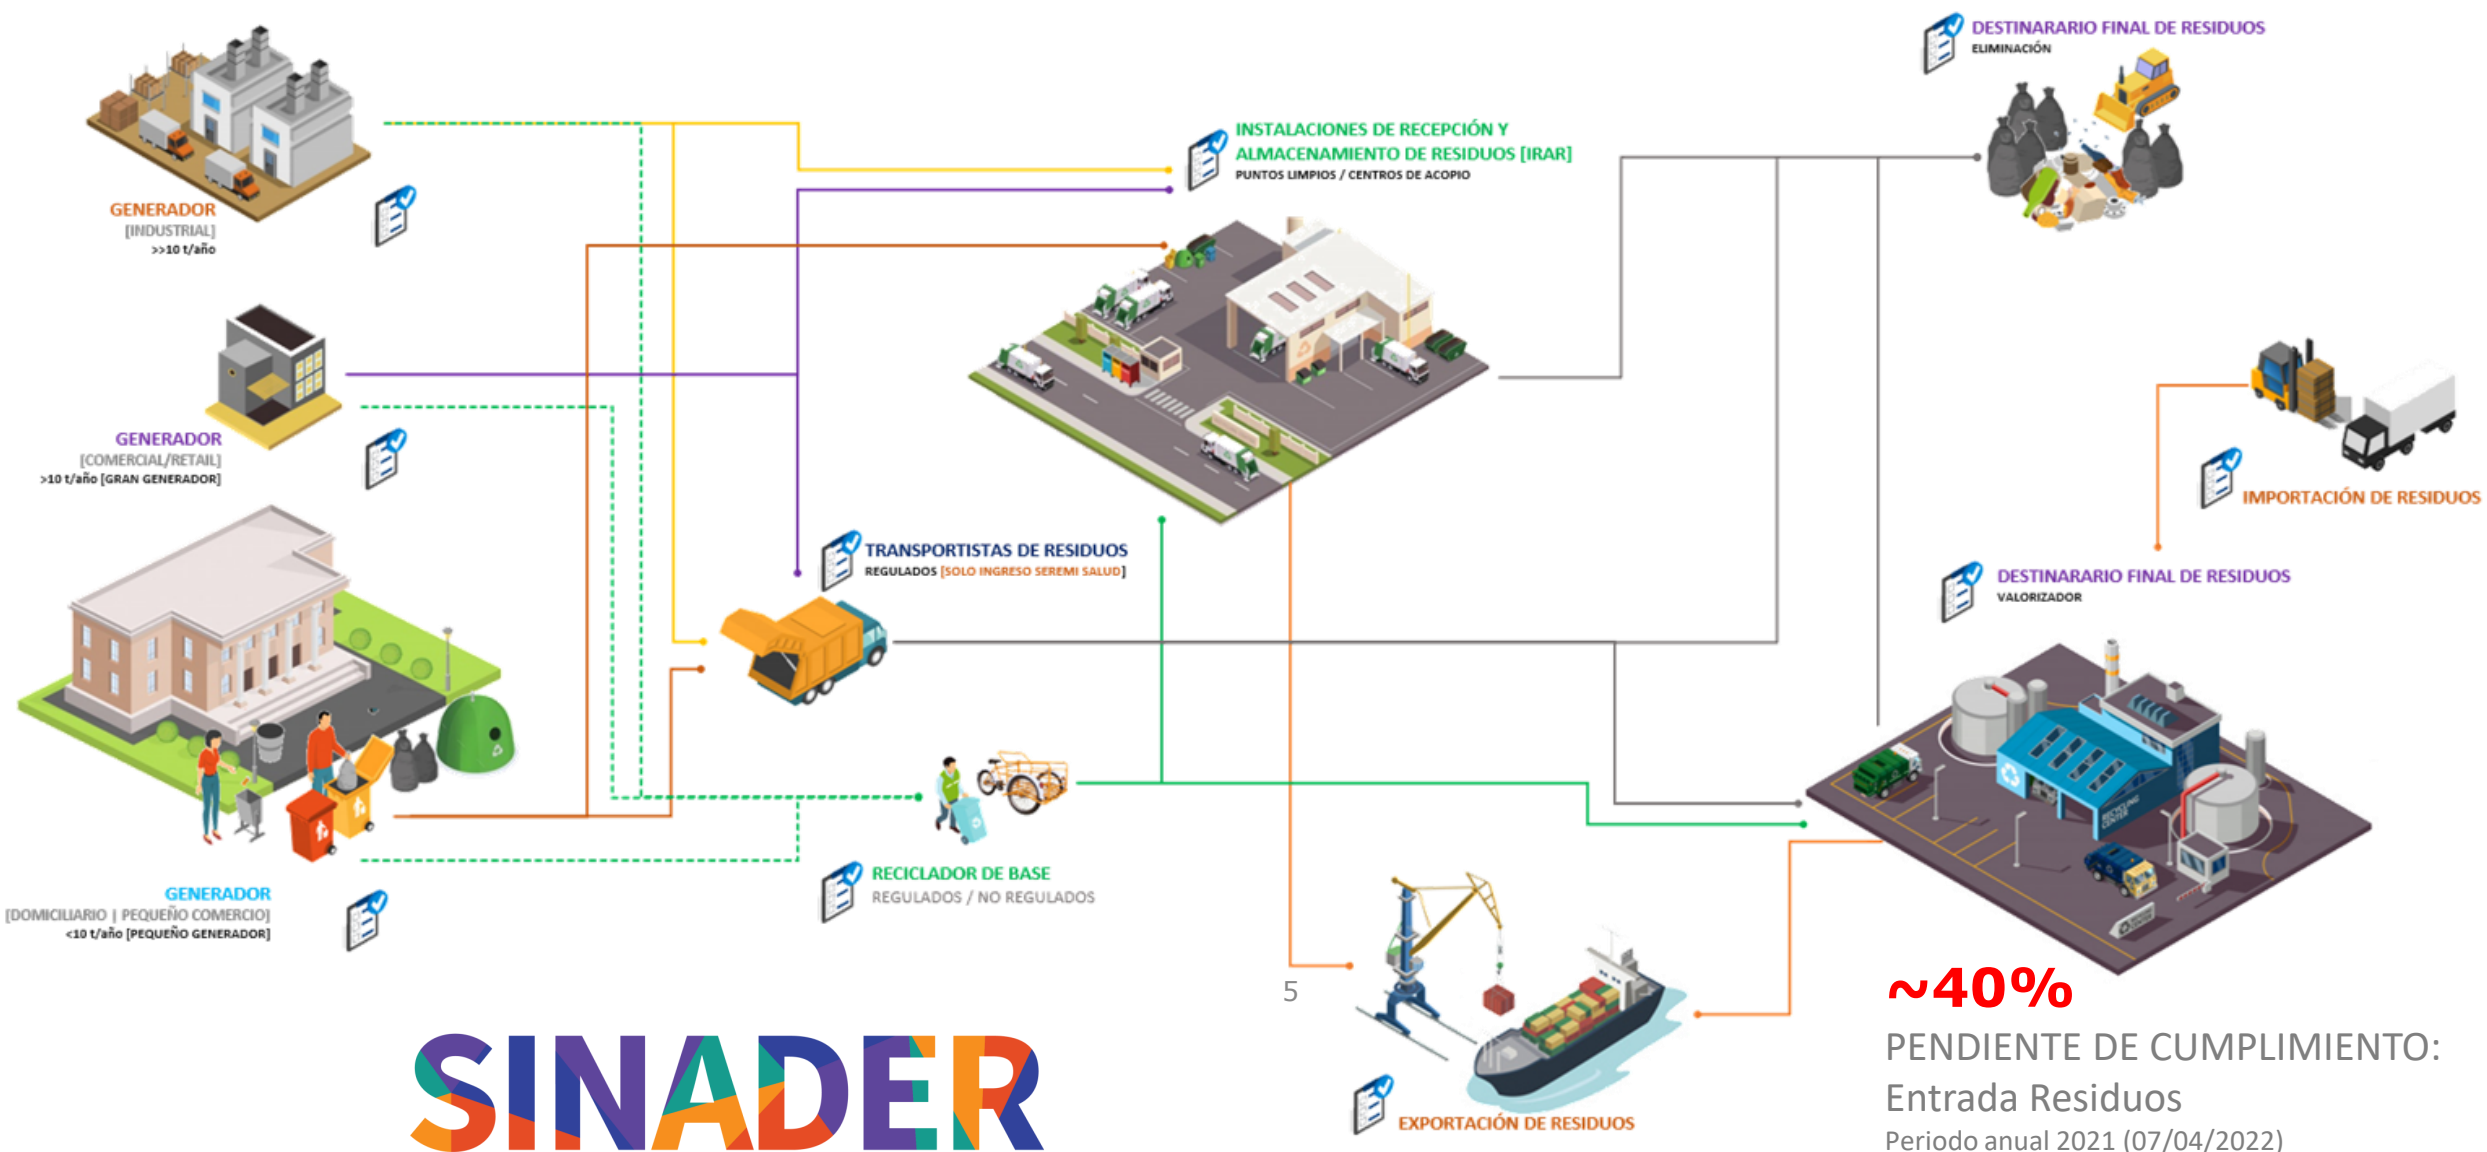 DESTINARARIO FINAL DE RESIDUOS
ELIMINACIÓN
INSTALACIONES DE RECEPCIÓN Y
ALMACENAMIENTO DE RESIDUOS [IRAR]
PUNTOS LIMPIOS / CENTROS DE ACOPIO
GENERADOR
[INDUSTRIAL]
>>10 t/año
GENERADOR
[COMERCIAL/RETAIL]
>10 t/año [GRAN GENERADOR]
IMPORTACIÓN DE RESIDUOS
TRANSPORTISTAS DE RESIDUOS
REGULADOS [SOLO INGRESO SEREMI SALUD]
DESTINARARIO FINAL DE RESIDUOS
VALORIZADOR
RECYCLING
CENTER
GENERADOR
[DOMICILIARIO | PEQUEÑO COMERCIO]
<10 t/año [PEQUEÑO GENERADOR]
RECICLADOR DE BASE
REGULADOS / NO REGULADOS
5
EXPORTACIÓN DE RESIDUOS
SINADER
~40%
PENDIENTE DE CUMPLIMIENTO:
Entrada Residuos
Periodo anual 2021 (07/04/2022)